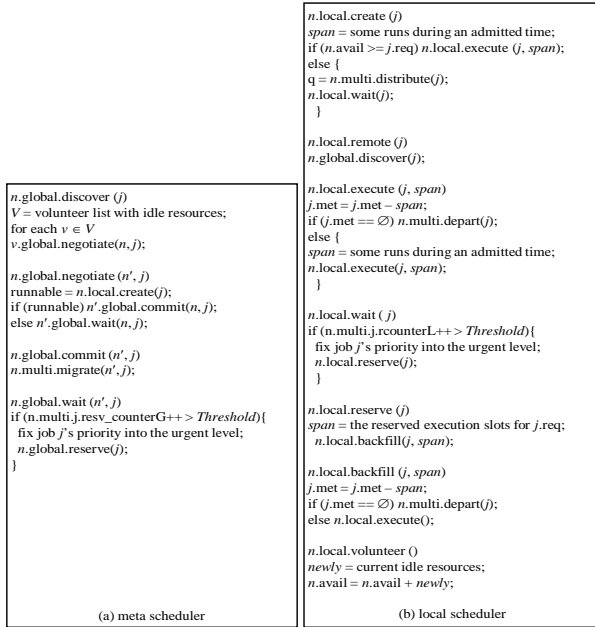 n.global.discover (j)
V = volunteer list with idle resources;
for each v ∈ V
v.global.negotiate(n, j);
n.global.negotiate (n′, j)
runnable = n.local.create(j);
if (runnable) n′.global.commit(n, j);
else n′.global.wait(n, j);
n.global.commit (n′, j)
n.multi.migrate(n′, j);
n.global.wait (n′, j)
if (n.multi.j.resv_counterG++ > Threshold){
fix job j’s priority into the urgent level;
n.global.reserve(j);
}
(a) meta scheduler
n.local.create (j)
span = some runs during an admitted time;
if (n.avail >= j.req) n.local.execute (j, span);
else {
q = n.multi.distribute(j);
n.local.wait(j);
}
n.local.remote (j)
n.global.discover(j);
n.local.execute (j, span)
j.met = j.met – span;
if (j.met == ∅) n.multi.depart(j);
else {
span = some runs during an admitted time;
n.local.execute(j, span);
}
n.local.wait ( j)
if (n.multi.j.rcounterL++ > Threshold){
fix job j’s priority into the urgent level;
n.local.reserve(j);
}
n.local.reserve (j)
span = the reserved execution slots for j.req;
n.local.backfill(j, span);
n.local.backfill (j, span)
j.met = j.met – span;
if (j.met == ∅) n.multi.depart(j);
else n.local.execute();
n.local.volunteer ()
newly = current idle resources;
n.avail = n.avail + newly;
(b) local scheduler